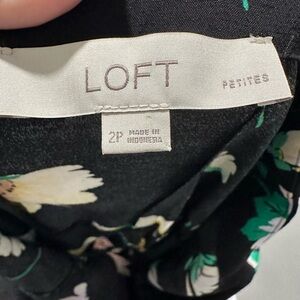 LOFT
PETITES
2P
MADE IN
INDONESIA